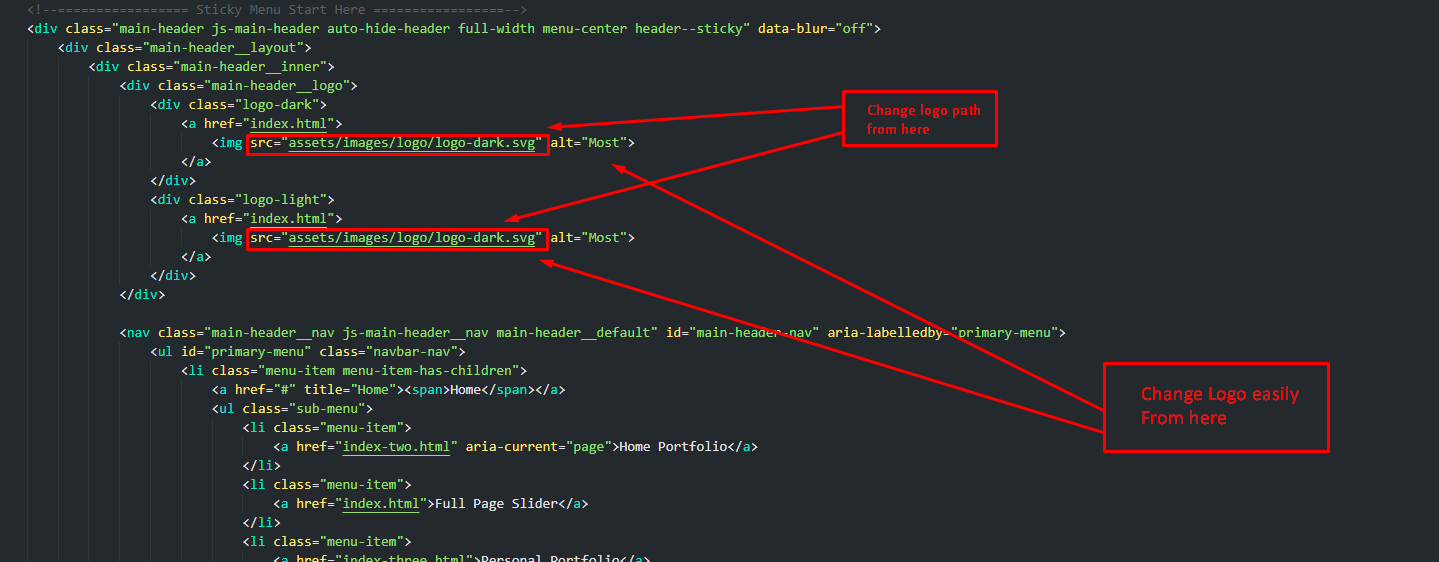 <!--================= Sticky Menu Start Here ===================-->
<div class="main-header js-main-header auto-hide-header full-width menu-center header--sticky" data-blur="off">
<div class="main-header__layout">
<div class="main-header__inner">
<div class="main-header__logo">
<div class="logo-dark">
<a href="index.html">
<img src="assets/images/logo/logo-dark.svg" alt="Most">
</a>
</div>
<div class="logo-light">
<a href="index.html">
<img src="assets/images/logo/logo-dark.svg" alt="Most">
</a>
</div>
</div>
<nav class="main-header__nav js-main-header__nav main-header__default" id="main-header-nav" aria-labelledby="primary-menu">
<ul id="primary-menu" class="navbar-nav">
<li class="menu-item menu-item-has-children">
<a href="#" title="Home"><span>Home</span></a>
<ul class="sub-menu">
<li class="menu-item">
<a href="index-two.html" aria-current="page">Home Portfolio</a>
</li>
<li class="menu-item">
<a href="index.html">Full Page Slider</a>
</li>
<li class="menu-item">
<a href="index-three.html">Personal Portfolio</a>
Change logo path
from here
Change Logo easily
From here